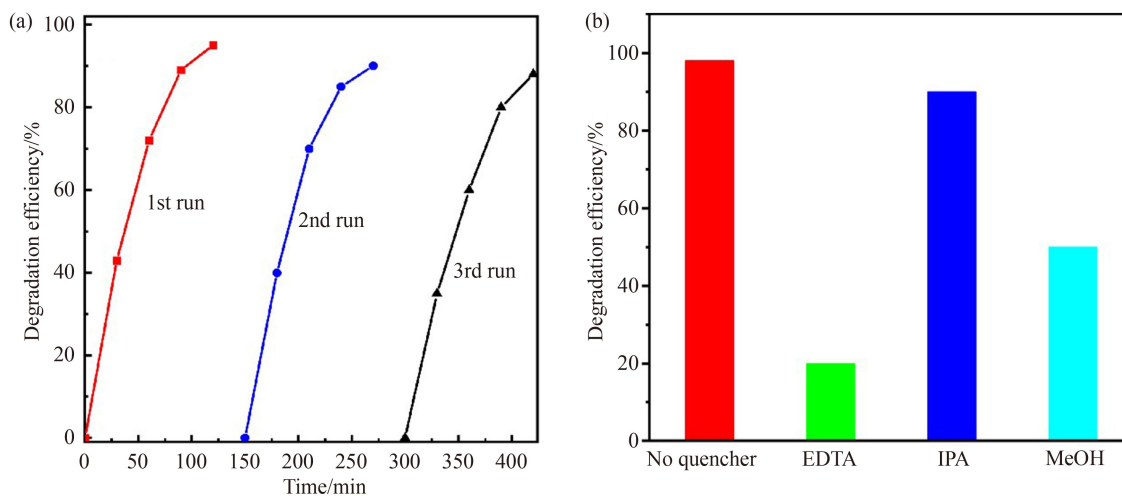 (a)
Degradation efficiency/%
100
80
60
40
20
0
1st run
2nd run
3rd run
0
50
100
150
200
250
300
350
400
Time/min
(b)
Degradation efficiency/%
100
80
60
40
20
0
No quencher
EDTA
IPA
MeOH